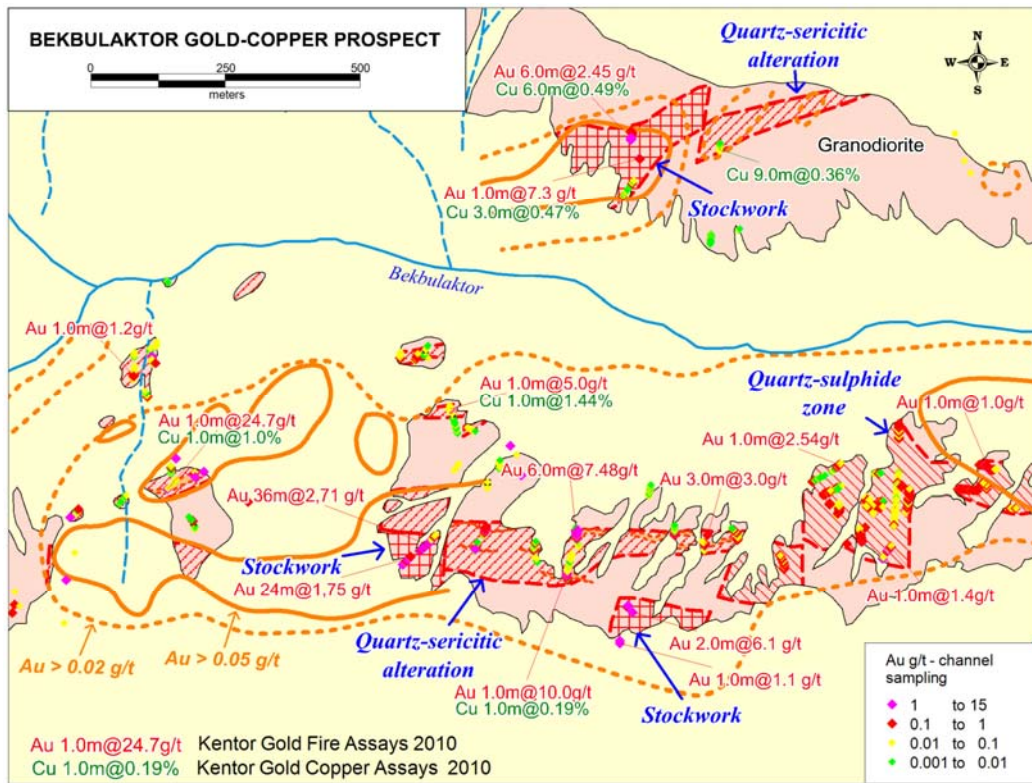 BEKBULAKTOR GOLD-COPPER PROSPECT
0 250 500
meters
Quartz-sericitic
alteration
N
W E
S
Au 6.0m@2.45 g/t
Cu 6.0m@0.49%
Granodiorite
Au 1.0m@7.3 g/t
Cu 3.0m@0.47%
Cu 9.0m@0.36%
Stockwork
Bekbulaktor
Au 1.0m@1.2g/t
Au 1.0m@5.0g/t
Cu 1.0m@1.44%
Quartz-sulphide
zone
Au 1.0m@1.0g/t
Au 1.0m@24.7g/t
Cu 1.0m@1.0%
Au 1.0m@2.54g/t
Au 6.0m@7.48g/t
Au 3.0m@3.0g/t
Au 36m@2,71 g/t
Stockwork
Au 24m@1,75 g/t
Au 1.0m@1.4g/t
Quartz-sericitic
alteration
Au > 0.02 g/t
Au > 0.05 g/t
Au 2.0m@6.1 g/t
Au 1.0m@1.1 g/t
Au 1.0m@10.0g/t
Cu 1.0m@0.19%
Stockwork
Au g/t - channel
sampling
1 to 15
0.1 to 1
0.01 to 0.1
0.001 to 0.01
Au 1.0m@24.7g/t Kentor Gold Fire Assays 2010
Cu 1.0m@0.19% Kentor Gold Copper Assays 2010